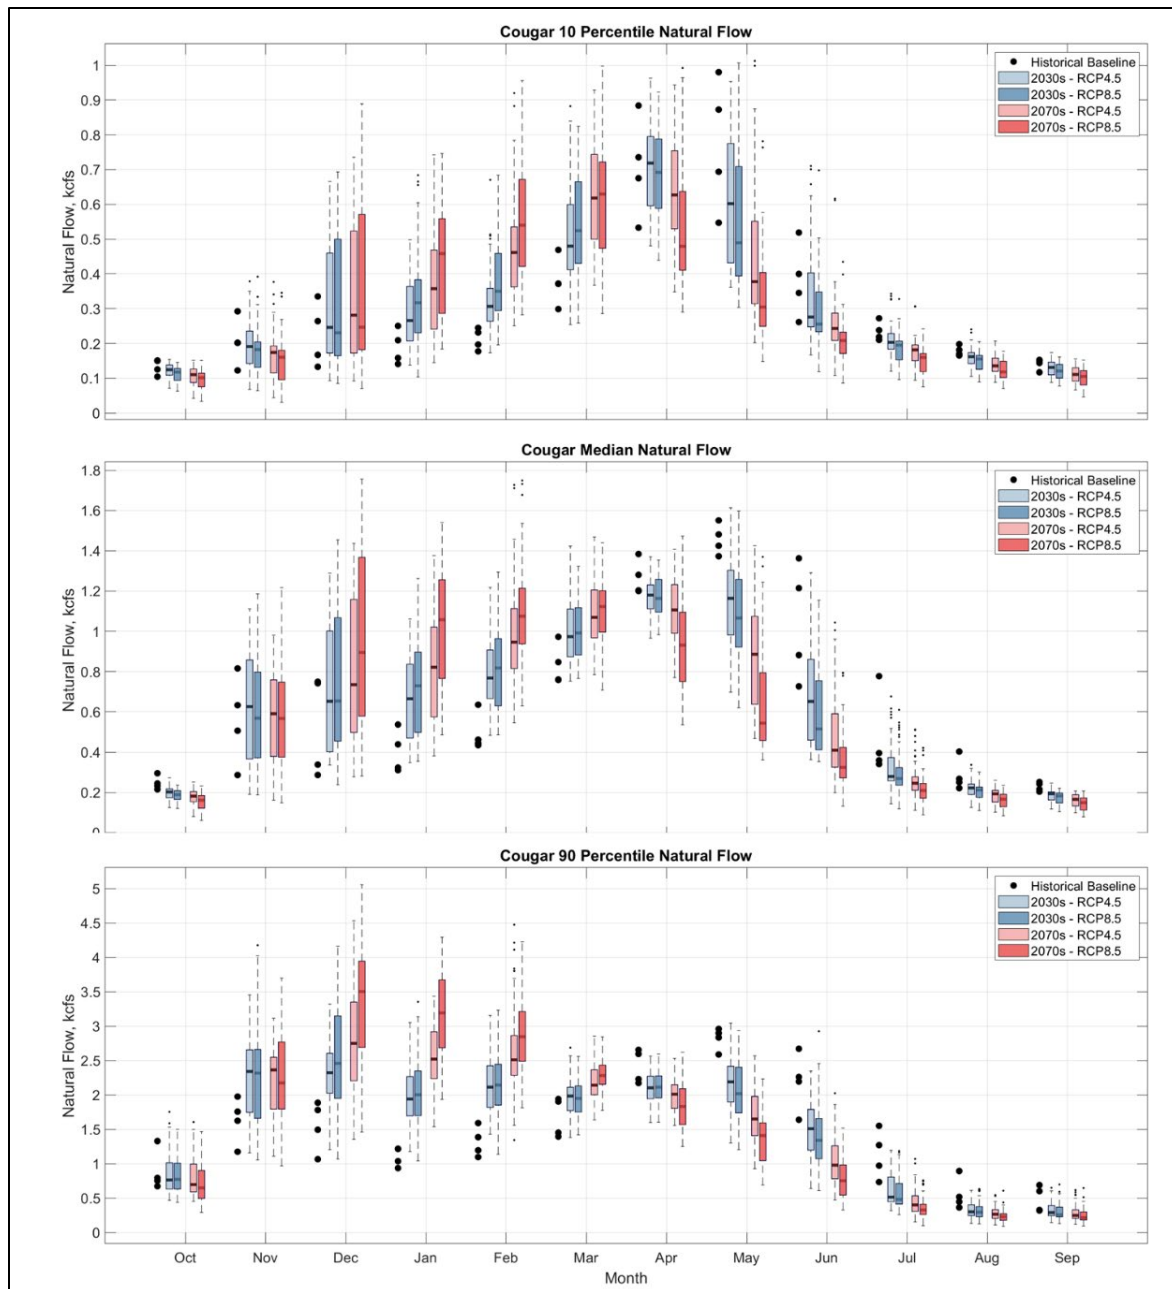 Cougar 10 Percentile Natural Flow
Natural Flow, kcfs
1
0.9
0.8
0.7
0.6
0.5
0.4
0.3
0.2
0.1
0
Historical Baseline
2030s - RCP4.5
2030s - RCP8.5
2070s - RCP4.5
2070s - RCP8.5
Cougar Median Natural Flow
Natural Flow, kcfs
1.8
1.6
1.4
1.2
1
0.8
0.6
0.4
0.2
0
Historical Baseline
2030s - RCP4.5
2030s - RCP8.5
2070s - RCP4.5
2070s - RCP8.5
Cougar 90 Percentile Natural Flow
Natural Flow, kcfs
5
4.5
4
3.5
3
2.5
2
1.5
1
0.5
0
Historical Baseline
2030s - RCP4.5
2030s - RCP8.5
2070s - RCP4.5
2070s - RCP8.5
Oct Nov Dec Jan Feb Mar Apr May Jun Jul Aug Sep
Month